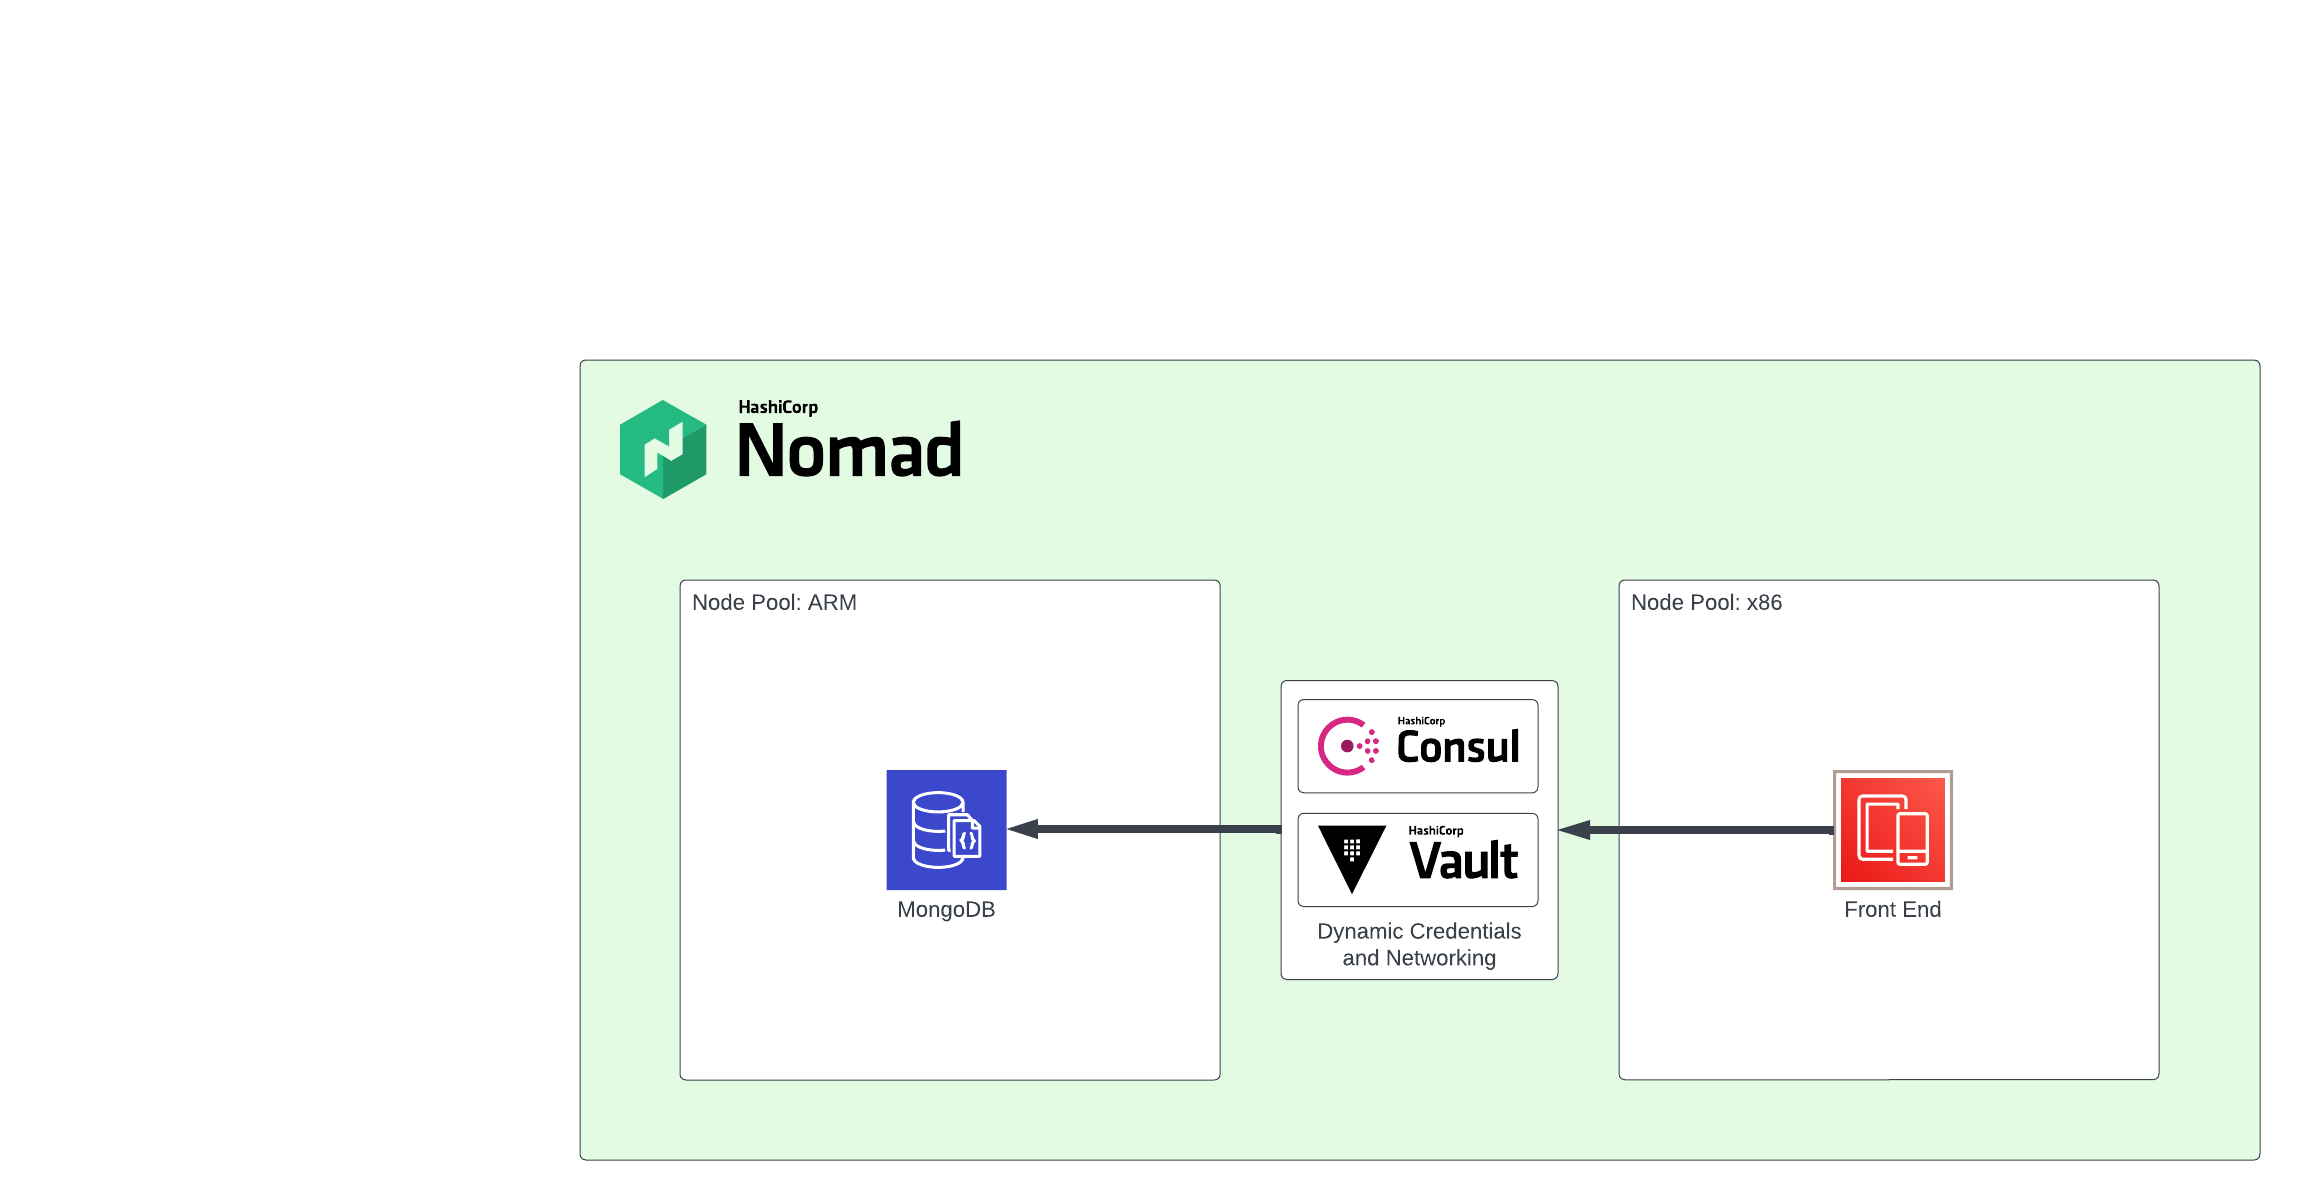 HashiCorp
Nomad
Node Pool: ARM
MongoDB
HashiCorp
Consul
HashiCorp
Vault
Dynamic Credentials
and Networking
Node Pool: x86
Front End